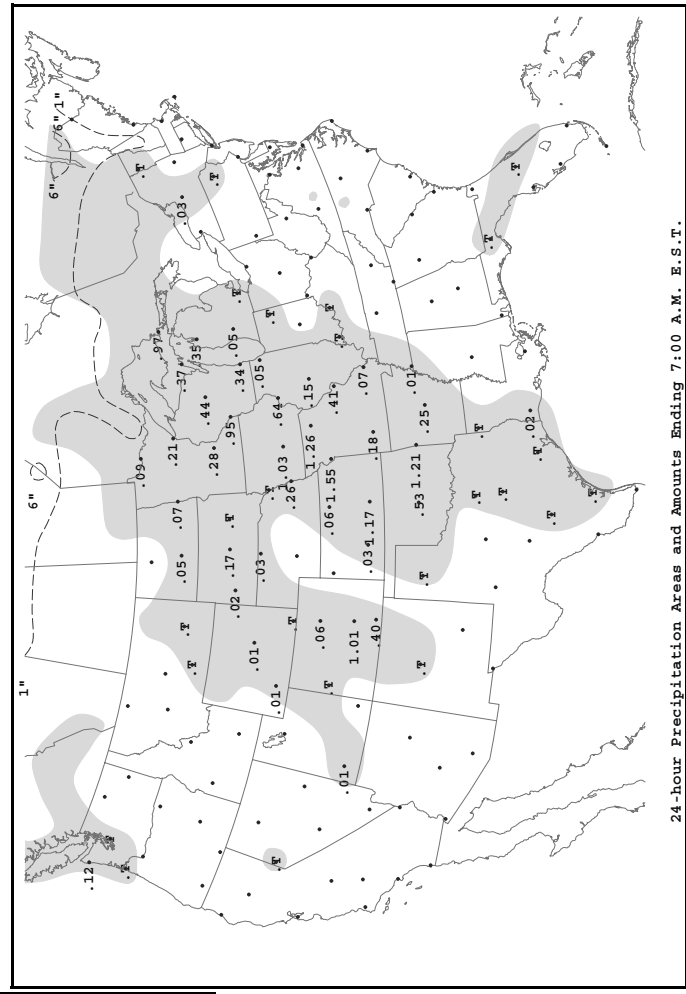 1"
6"
6"
6" 1"
.12
T
T
.09
T
.97
.21
.07
.37
.05
.03
T
T
.35
.44
.28
T
.17
T
.95
.05
.02
T
.34
.01
.03
.05
T
T
T
.01
.64
1.03
.26
T
.15
1.26
.06
T
.06
1.55
.41
T
T
.01
1.01
.07
.03
1.17
.18
.40
.01
.53
1.21
.25
T
T
T
T
T
T
T
.02
T
T
T
24-hour Precipitation Areas and Amounts Ending 7:00 A.M. E.S.T.